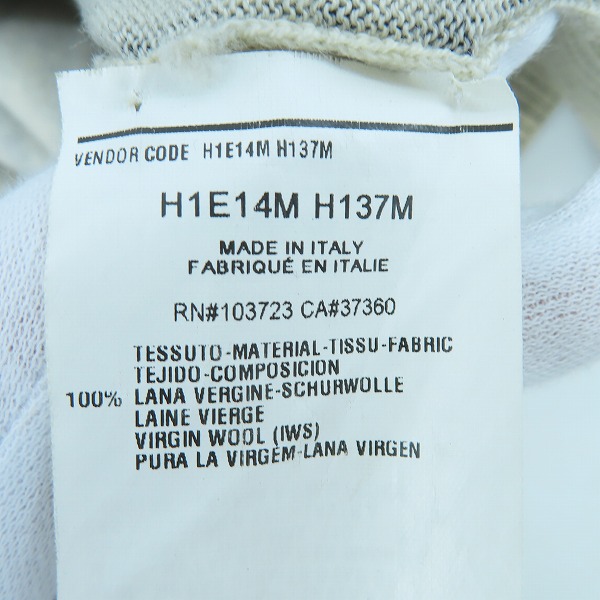 VENDOR CODE H1E14M H137M
H1E14M H137M
MADE IN ITALY
FABRIQUÉ EN ITALIE
RN#103723 CA#37360
TESSUTO-MATERIAL-TISSU-FABRIC
TEJIDO-COMPOSICION
100% LANA VERGINE-SCHURWOLLE
LAINE VIERGE
VIRGIN WOOL (IWS)
PURA LA VIRGEM-LANA VIRGEN